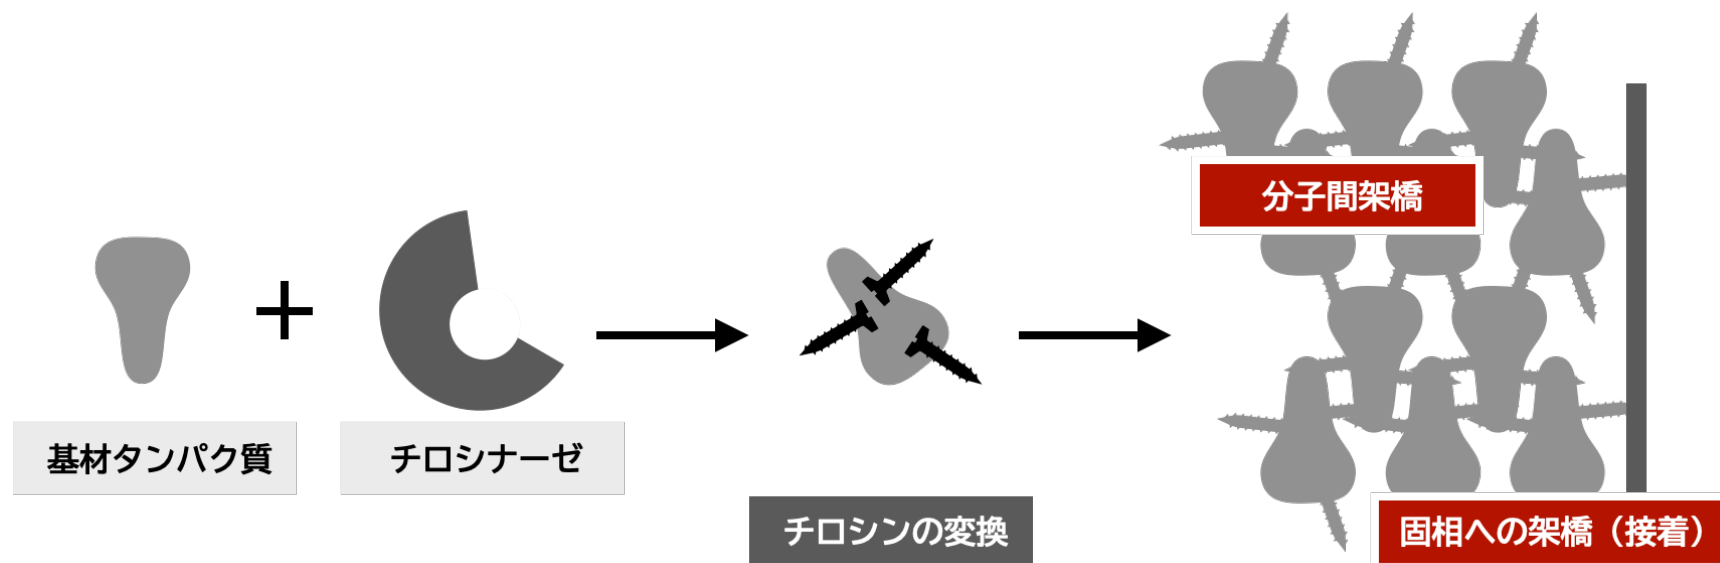 基材タンパク質
チロシナーゼ
チロシンの変換
分子間架橋
固相への架橋（接着）